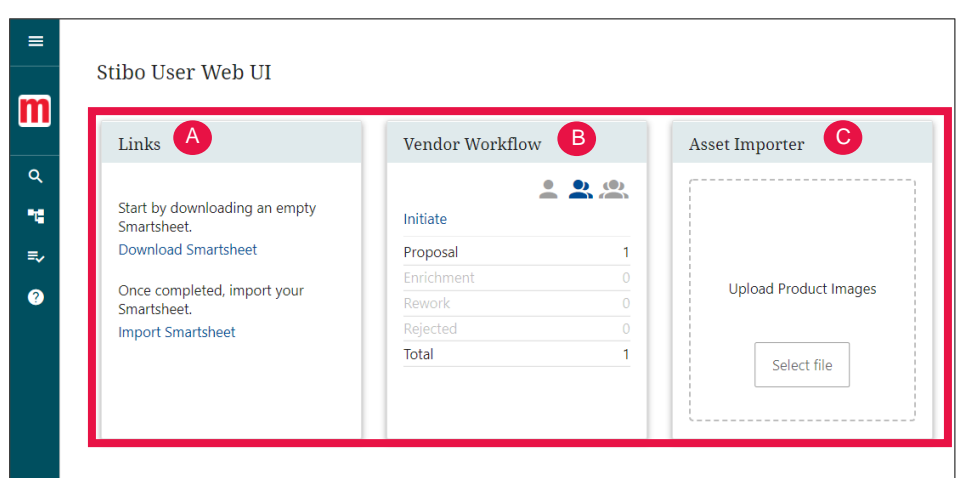 Stibo User Web UI
m
Links A
Start by downloading an empty
Smartsheet.
Download Smartsheet
Once completed, import your
Smartsheet.
Import Smartsheet
Vendor Workflow B
Initiate
Proposal 1
Enrichment 0
Rework 0
Rejected 0
Total 1
Asset Importer C
Upload Product Images
Select file
?